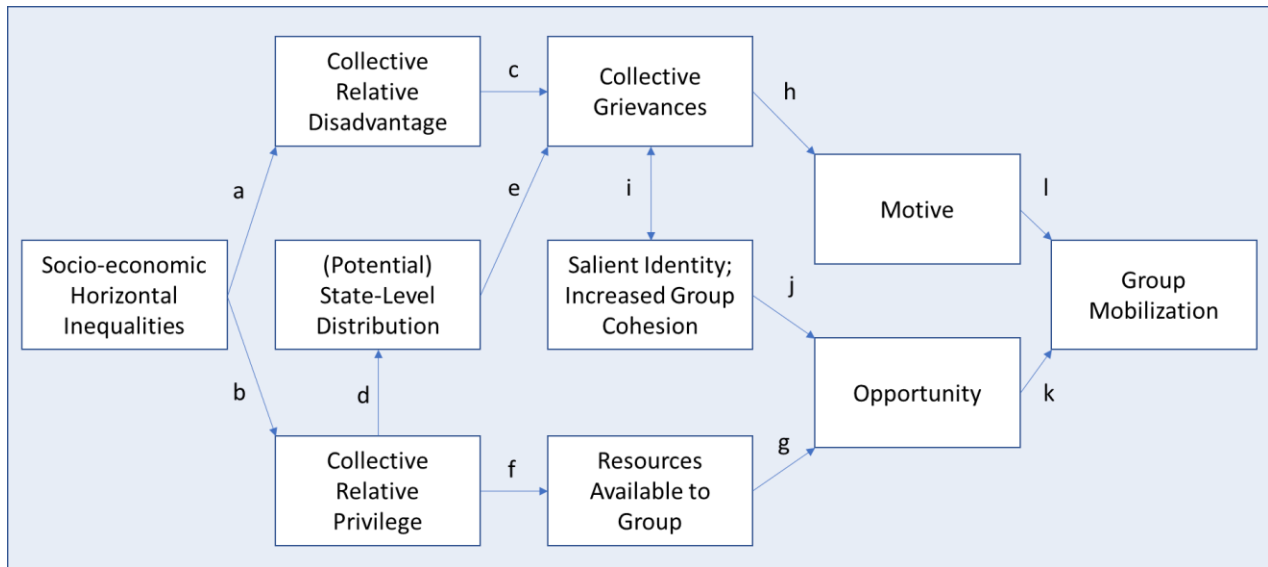 Collective
Relative
Disadvantage
c
Collective
Grievances
h
a
e
i
Motive
l
Socio-economic
Horizontal
Inequalities
(Potential)
State-Level
Distribution
Salient Identity;
Increased Group
Cohesion
j
Group
Mobilization
b
d
Opportunity
k
Collective
Relative
Privilege
f
Resources
Available to
Group
g